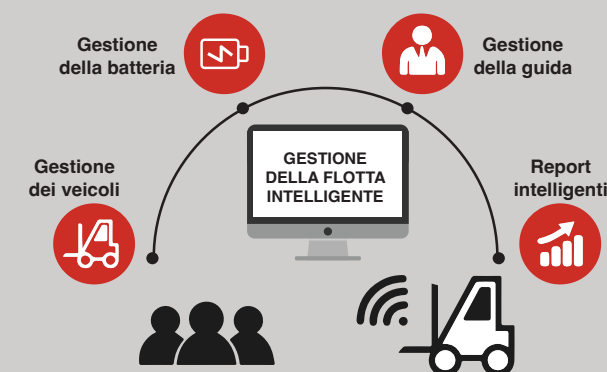 Gestione
della batteria
Gestione
della guida
Gestione
dei veicoli
GESTIONE
DELLA FLOTTA
INTELLIGENTE
Report
intelligenti